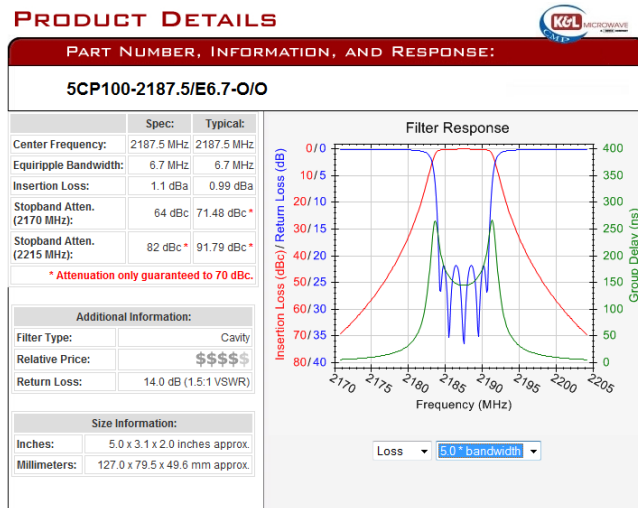 PRODUCT DETAILS
K&L MICROWAVE
CMP
PART NUMBER, INFORMATION, AND RESPONSE:
5CP100-2187.5/E6.7-O/O
Spec: Typical:
Center Frequency: 2187.5 MHz 2187.5 MHz
Equiripple Bandwidth: 6.7 MHz 6.7 MHz
Insertion Loss: 1.1 dBa 0.99 dBa
Stopband Atten.
(2170 MHz): 64 dBc 71.48 dBc *
Stopband Atten.
(2215 MHz): 82 dBc * 91.79 dBc *
* Attenuation only guaranteed to 70 dBc.
Additional Information:
Filter Type: Cavity
Relative Price: $$$$$
Return Loss: 14.0 dB (1.5:1 VSWR)
Size Information:
Inches: 5.0 x 3.1 x 2.0 inches approx.
Millimeters: 127.0 x 79.5 x 49.6 mm approx.
Filter Response
Insertion Loss (dBc)/ Return Loss (dB)
0/ 0
10/ 5
20/ 10
30/ 15
40/ 20
50/ 25
60/ 30
70/ 35
80/ 40
400
350
300
250
200
150
100
50
0
Group Delay (ns)
2170 2175 2180 2185 2190 2195 2200 2205
Frequency (MHz)
Loss 5.0 * bandwidth